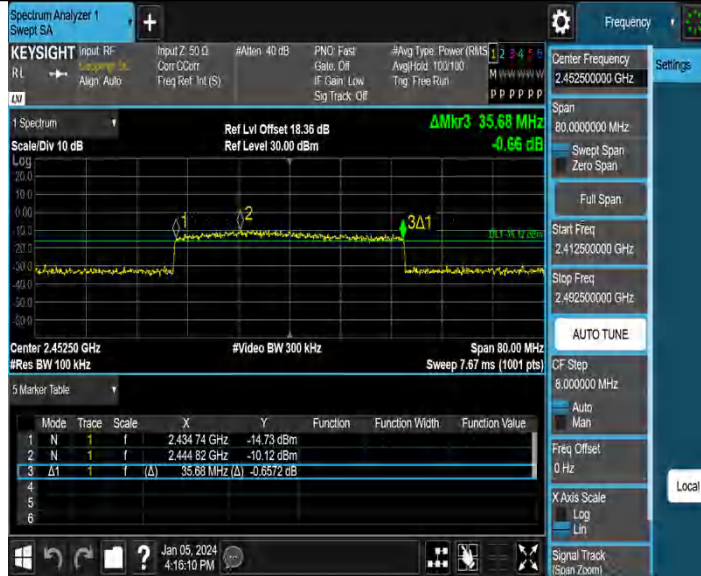 Spectrum Analyzer 1
Swept SA
+
Frequency
KEYSIGHT Input: RF Input Z: 50 Ω #Atten: 40 dB PNO: Fast #Avg Type: Power (RMS) 1 2 3 4 5 6
RL Corr CCorr Gate: Off Avg|Hold: 100/100
Align: Auto Freq Ref: Int (S) IF Gain: Low Trig: Free Run
Sig Track: Off
P P P P P P
Center Frequency
2.452500000 GHz
Settings
Span
80.0000000 MHz
Swept Span
Zero Span
Full Span
Start Freq
2.412500000 GHz
Stop Freq
2.492500000 GHz
AUTO TUNE
CF Step
8.000000 MHz
Auto
Man
Freq Offset
0 Hz
X Axis Scale
Log
Lin
Signal Track
(Span Zoom)
Local
1 Spectrum
Scale/Div 10 dB
Ref Lvl Offset 18.36 dB
Ref Level 30.00 dBm
ΔMkr3 35.68 MHz
-0.66 dB
Log
20.0
10.0
0.00
-10.0
-20.0
-30.0
-40.0
-50.0
-60.0
1
2
3Δ1
Center 2.45250 GHz #Video BW 300 kHz Span 80.00 MHz
#Res BW 100 kHz Sweep 7.67 ms (1001 pts)
5 Marker Table
Mode Trace Scale X Y Function Function Width Function Value
1 N 1 f 2.434 74 GHz -14.73 dBm
2 N 1 f 2.444 82 GHz -10.12 dBm
3 Δ1 1 f (Δ) 35.68 MHz (Δ) -0.6572 dB
4
5
6
?
Jan 05, 2024
4:16:10 PM